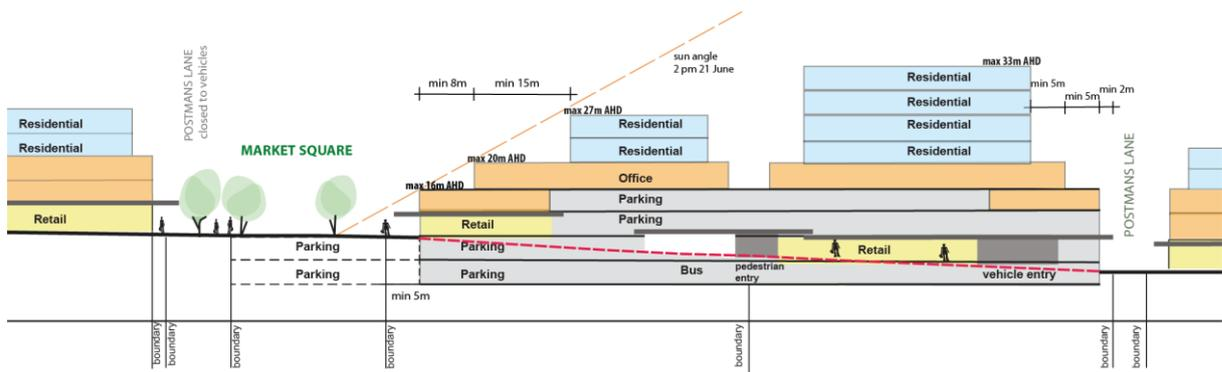 POSTMANS LANE
closed to vehicles
MARKET SQUARE
Residential
Residential
Retail
min 8m
min 15m
sun angle
2 pm 21 June
max 16m AHD
max 20m AHD
max 27m AHD
max 33m AHD
min 5m
min 5m
min 2m
Residential
Residential
Residential
Residential
Residential
Residential
Office
Parking
Parking
Retail
Parking
Parking
Parking
Parking
Bus
pedestrian
entry
Retail
vehicle entry
min 5m
POSTMANS LANE
boundary
boundary
boundary
boundary
boundary
boundary
boundary